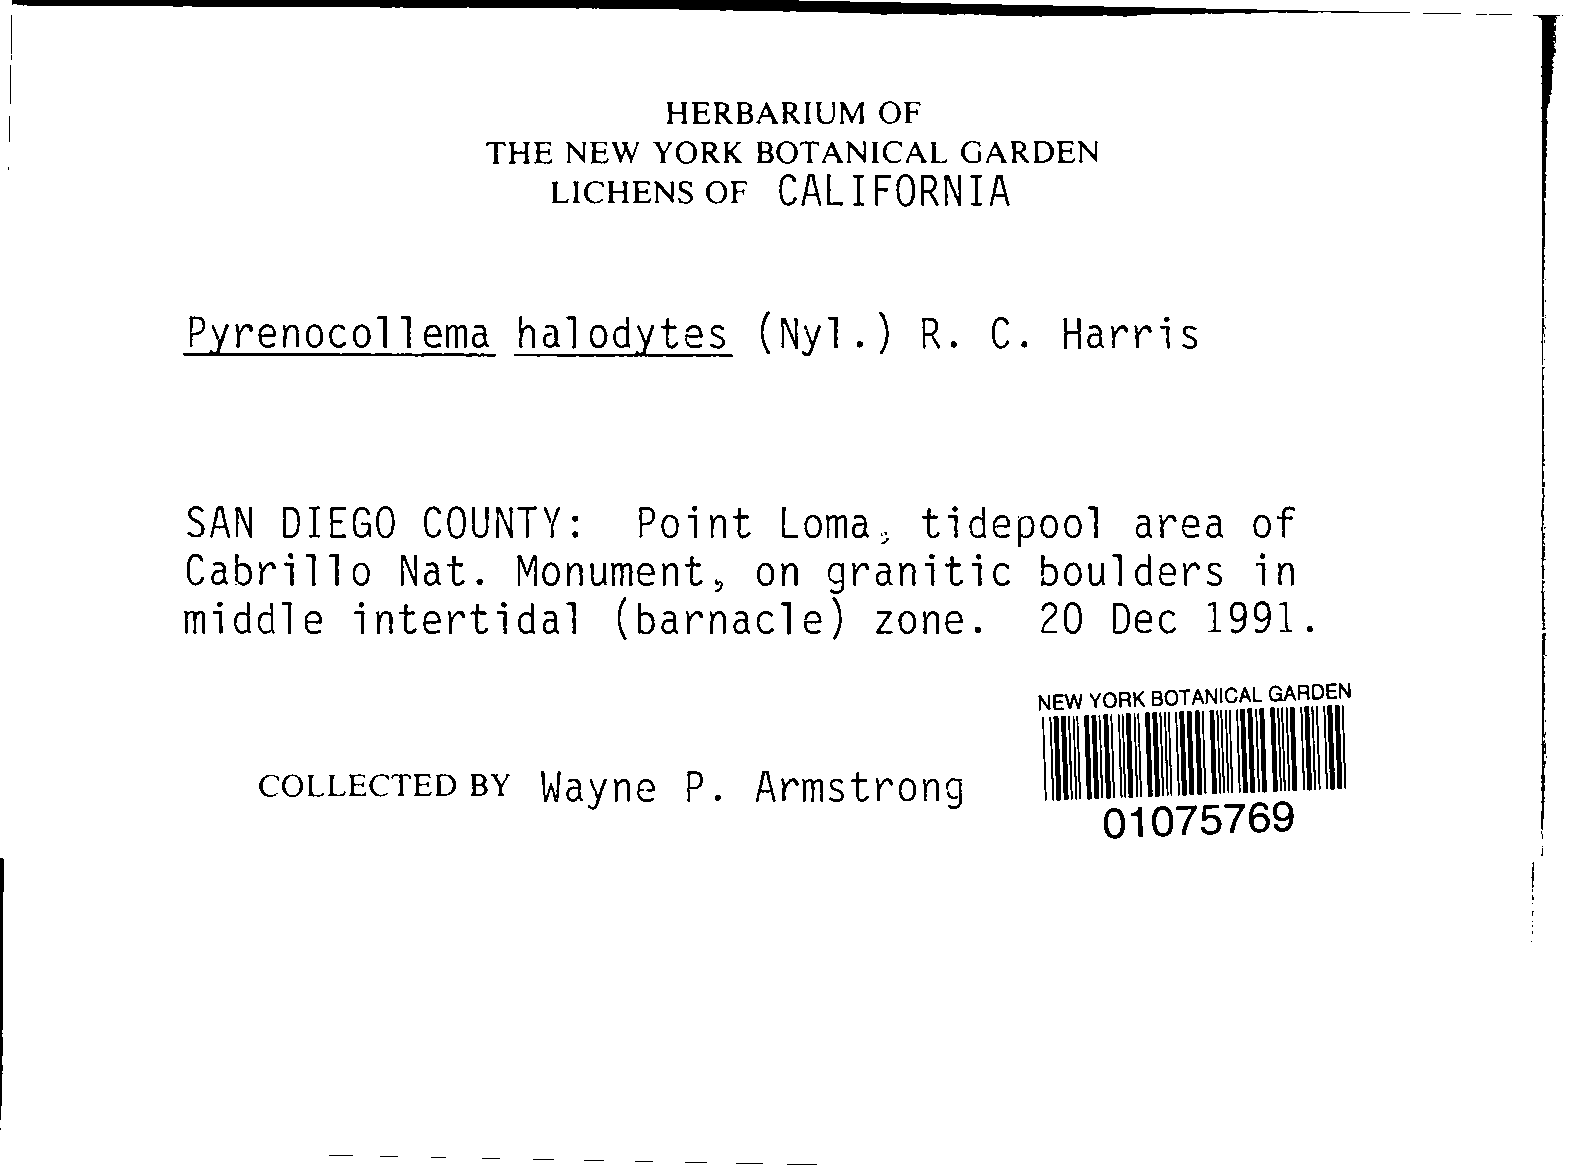 HERBARIUM OF
THE NEW YORK BOTANICAL GARDEN
LICHENS OF CALIFORNIA
Pyrenocollema halodytes (Nyl.) R. C. Harris
SAN DIEGO COUNTY: Point Loma, tidepool area of
Cabrillo Nat. Monument, on granitic boulders in
middle intertidal (barnacle) zone. 20 Dec 1991.
NEW YORK BOTANICAL GARDEN
01075769
COLLECTED BY Wayne P. Armstrong